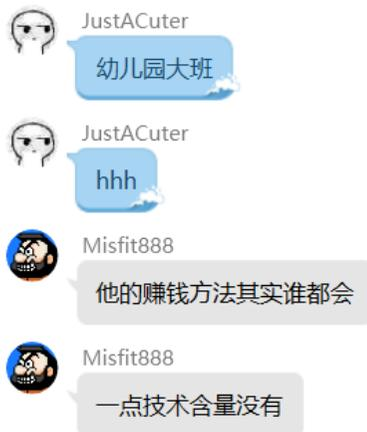 JustACuter
幼儿园大班
JustACuter
hhh
Misfit888
他的赚钱方法其实谁都会
Misfit888
一点技术含量没有